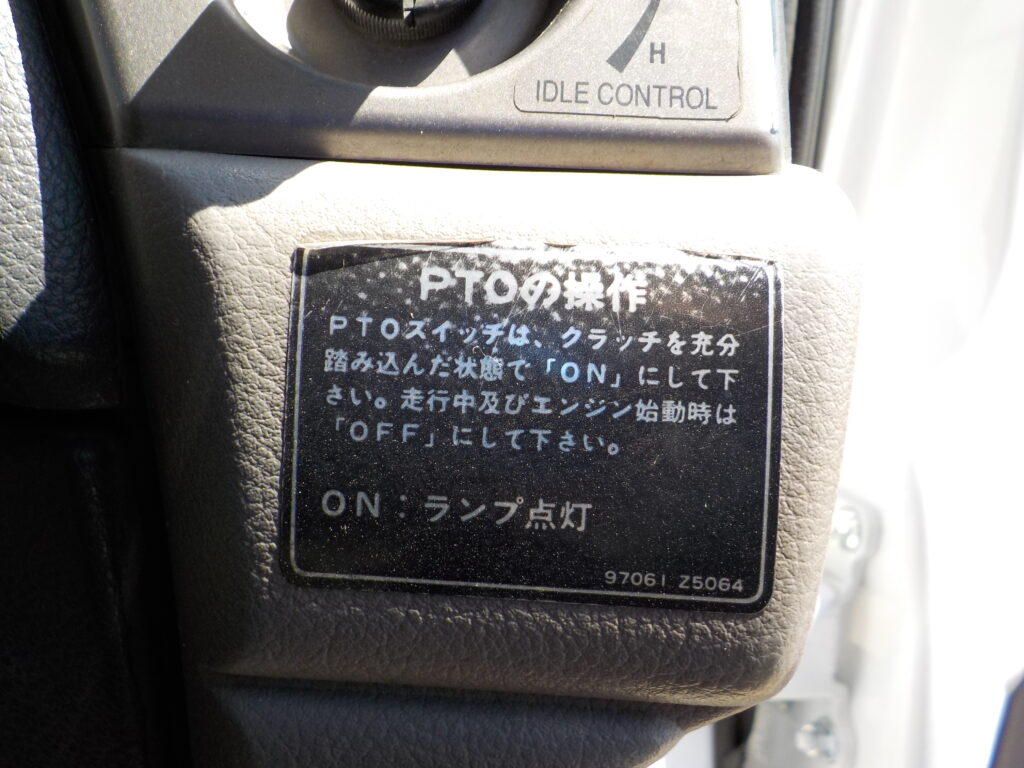 H
IDLE CONTROL
PTOの操作
PTOスイッチは、クラッチを充分
踏み込んだ状態で「ON」にして下
さい。走行中及びエンジン始動時は
「OFF」にして下さい。
ON：ランプ点灯
97061 Z5064